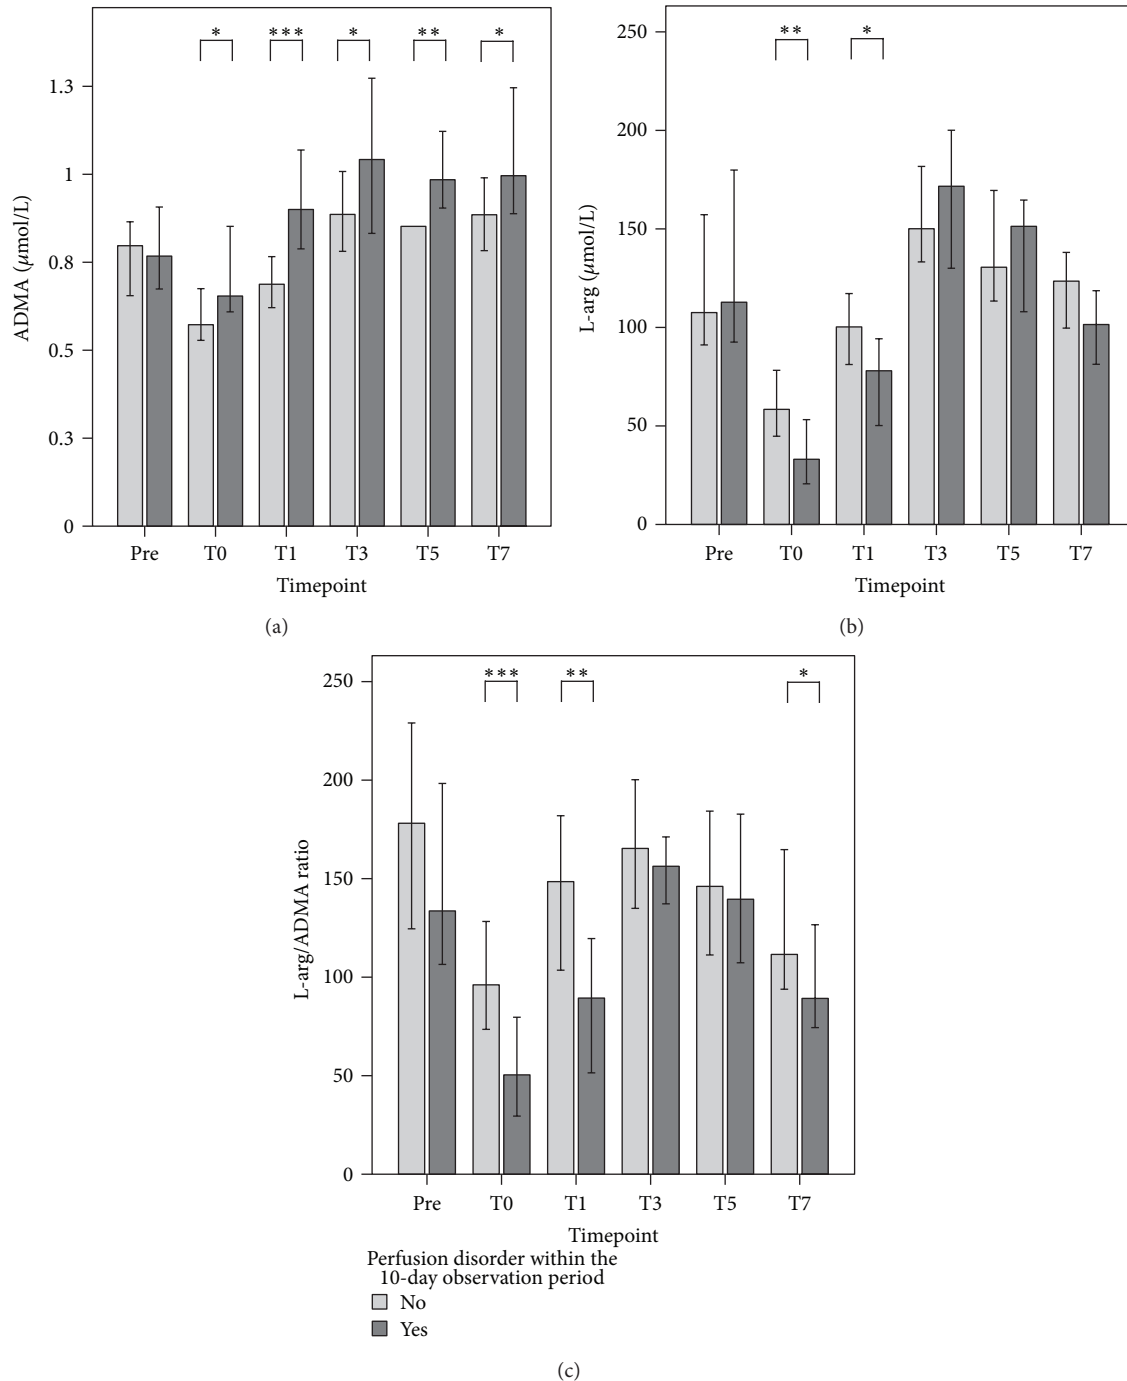 * *** * ** *
1.3
1
0.8
0.5
0.3
0
ADMA (μmol/L)
Pre T0 T1 T3 T5 T7
Timepoint
(a)
** *
250
200
150
100
50
0
L-arg (μmol/L)
Pre T0 T1 T3 T5 T7
Timepoint
(b)
*** ** *
250
200
150
100
50
0
L-arg/ADMA ratio
Pre T0 T1 T3 T5 T7
Timepoint
Perfusion disorder within the
10-day observation period
No
Yes
(c)